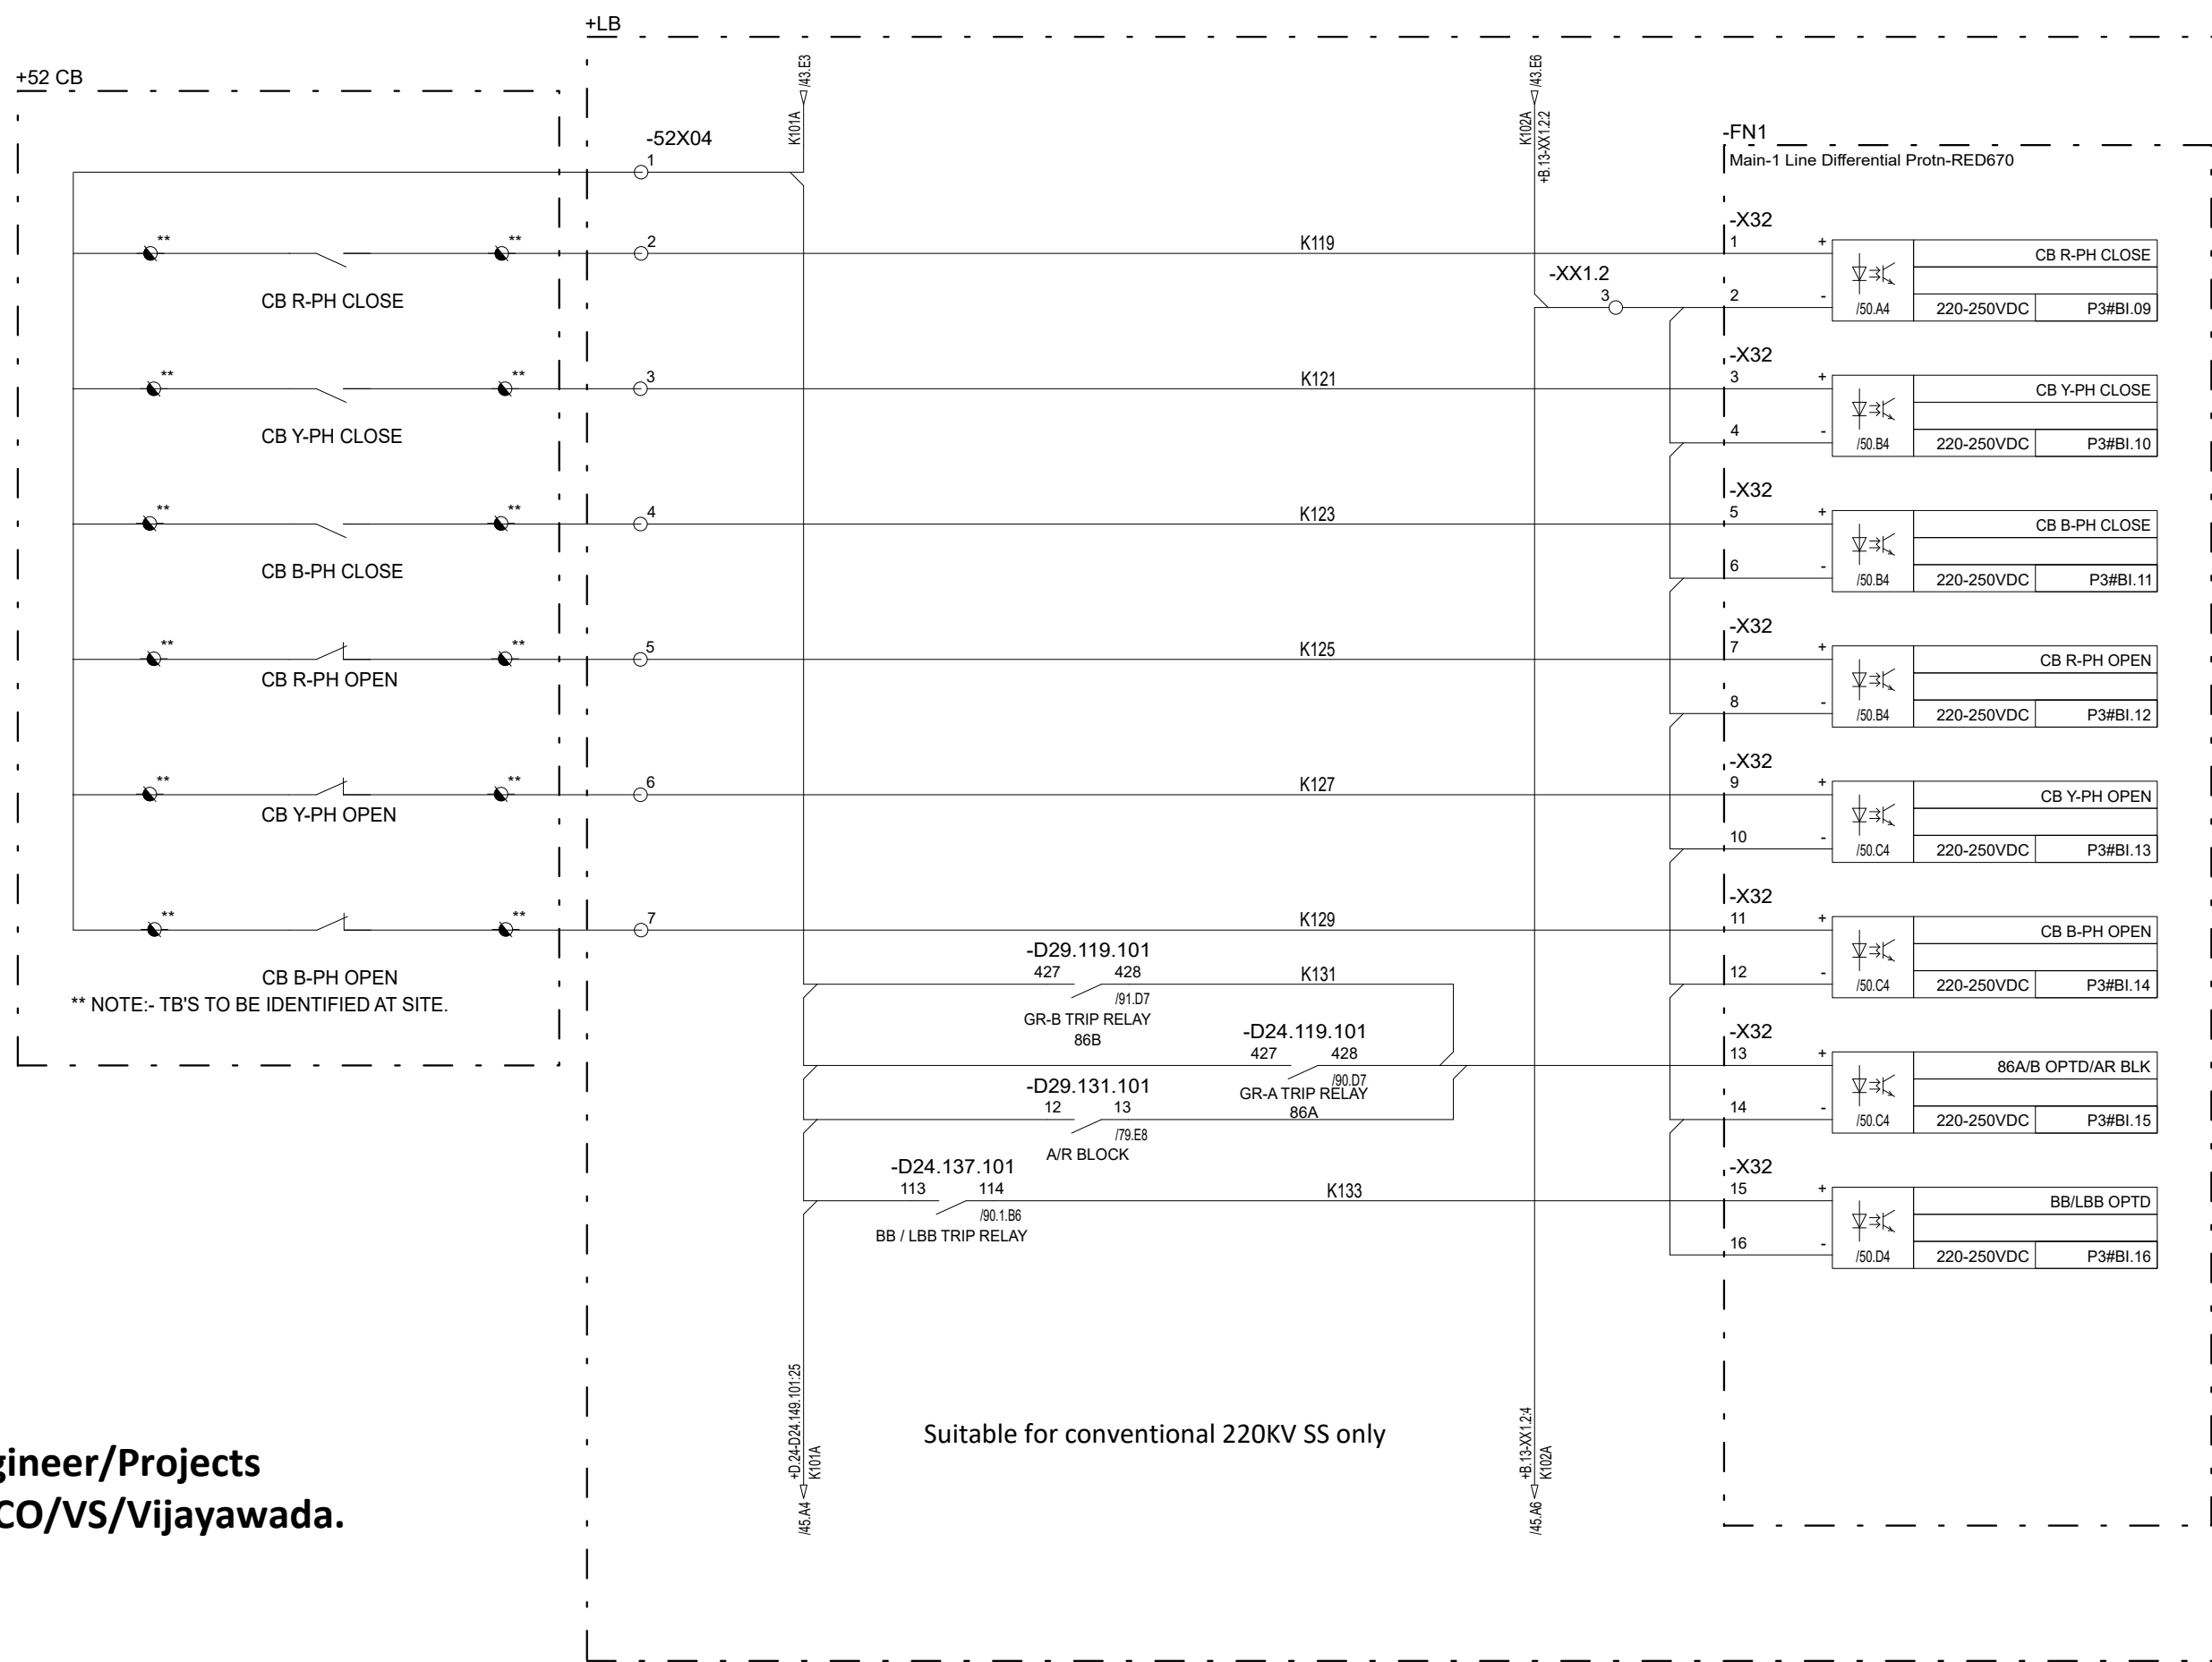 +LB
+52 CB
/43.E3
K101A
/43.E6
K102A
+B.13-XX1.2:2
-52X04
1
-FN1
Main-1 Line Differential Protn-RED670
** **
CB R-PH CLOSE
2
K119
-XX1.2
3
-X32
1 +
2 -
/50.A4
CB R-PH CLOSE
220-250VDC P3#BI.09
** **
CB Y-PH CLOSE
3
K121
-X32
3 +
4 -
/50.B4
CB Y-PH CLOSE
220-250VDC P3#BI.10
** **
CB B-PH CLOSE
4
K123
-X32
5 +
6 -
/50.B4
CB B-PH CLOSE
220-250VDC P3#BI.11
** **
CB R-PH OPEN
5
K125
-X32
7 +
8 -
/50.B4
CB R-PH OPEN
220-250VDC P3#BI.12
** **
CB Y-PH OPEN
6
K127
-X32
9 +
10 -
/50.C4
CB Y-PH OPEN
220-250VDC P3#BI.13
** **
CB B-PH OPEN
7
K129
-X32
11 +
12 -
/50.C4
CB B-PH OPEN
220-250VDC P3#BI.14
** NOTE:- TB'S TO BE IDENTIFIED AT SITE.
-D29.119.101
427 428
K131
/91.D7
GR-B TRIP RELAY
86B
-D24.119.101
427 428
/90.D7
GR-A TRIP RELAY
86A
-X32
13 +
14 -
/50.C4
86A/B OPTD/AR BLK
220-250VDC P3#BI.15
-D29.131.101
12 13
/79.E8
A/R BLOCK
-D24.137.101
113 114
K133
/90.1.B6
BB / LBB TRIP RELAY
-X32
15 +
16 -
/50.D4
BB/LBB OPTD
220-250VDC P3#BI.16
+D.24-D24.149.101:25
K101A
/45.A4
Suitable for conventional 220KV SS only
+B.13-XX1.2:4
K102A
/45.A6
gineer/Projects
CO/VS/Vijayawada.